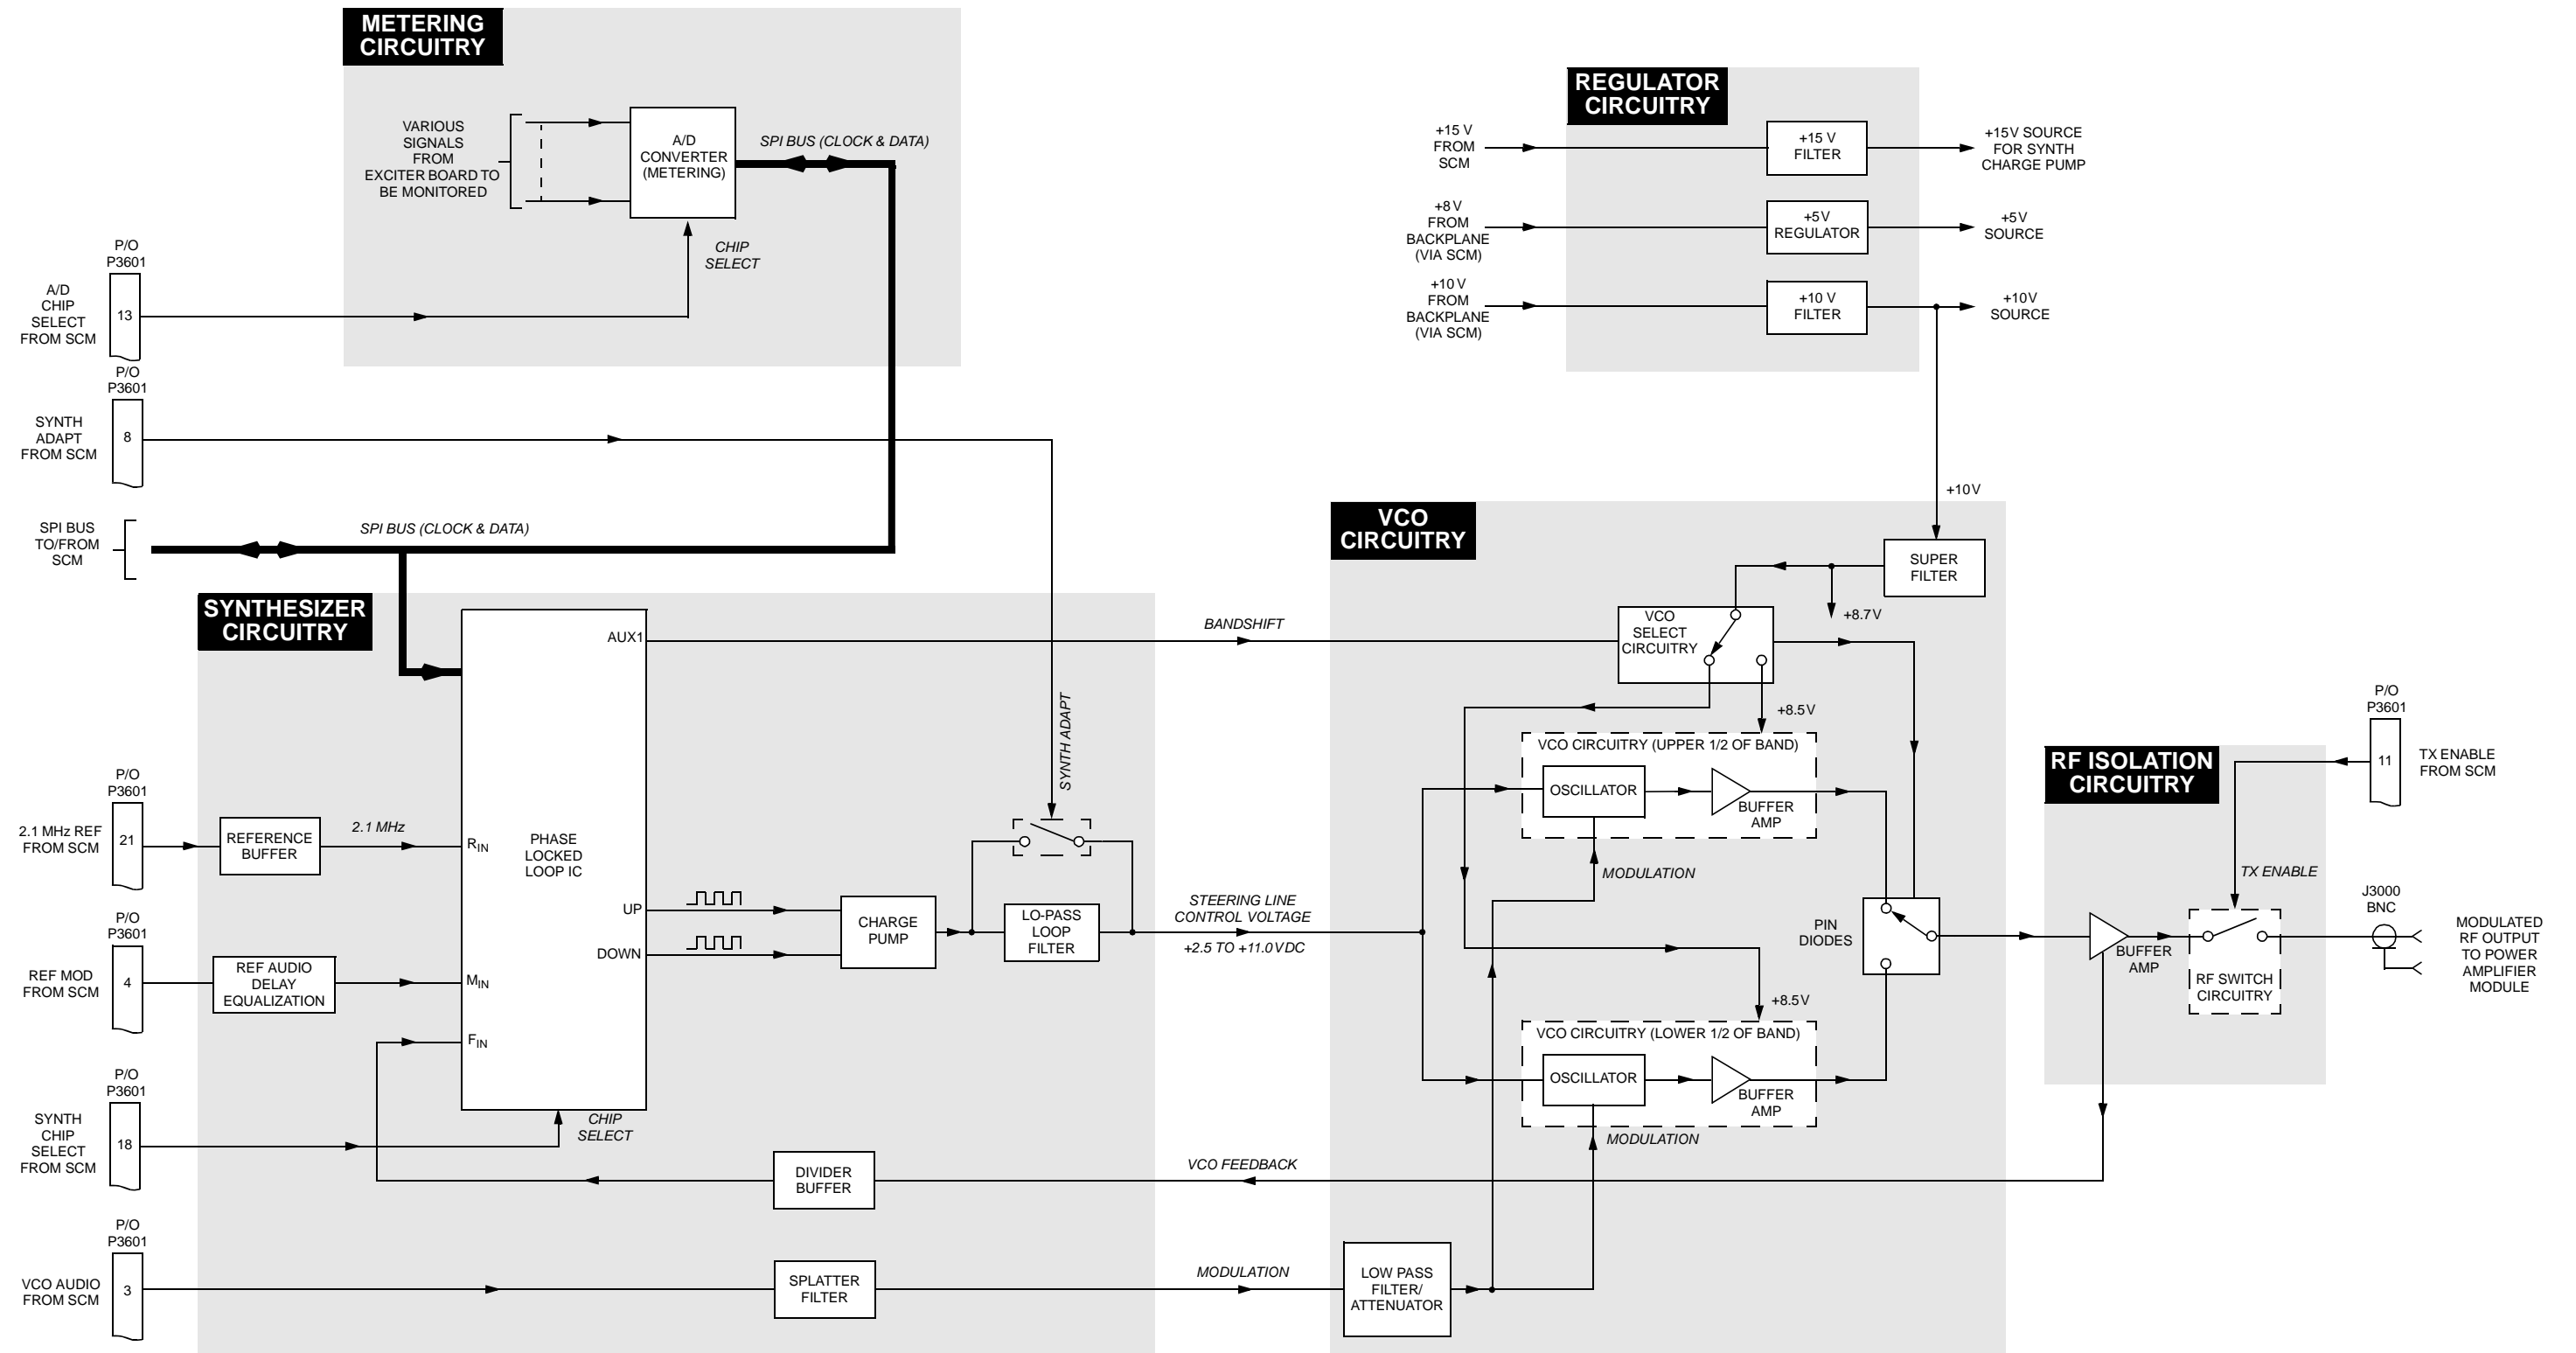 METERING
CIRCUITRY
VARIOUS
SIGNALS
FROM
EXCITER BOARD TO
BE MONITORED
A/D
CONVERTER
(METERING)
SPI BUS (CLOCK & DATA)
CHIP
SELECT
P/O
P3601
A/D
CHIP
SELECT
FROM SCM
13
P/O
P3601
SYNTH
ADAPT
FROM SCM
8
SPI BUS
TO/FROM
SCM
SPI BUS (CLOCK & DATA)
REGULATOR
CIRCUITRY
+15 V
FROM
SCM
+15 V
FILTER
+15V SOURCE
FOR SYNTH
CHARGE PUMP
+8V
FROM
BACKPLANE
(VIA SCM)
+5V
REGULATOR
+5V
SOURCE
+10V
FROM
BACKPLANE
(VIA SCM)
+10 V
FILTER
+10V
SOURCE
+10V
SYNTHESIZER
CIRCUITRY
AUX1
BANDSHIFT
SYNTH ADAPT
P/O
P3601
2.1 MHz REF
FROM SCM
21
REFERENCE
BUFFER
2.1 MHz
RIN
PHASE
LOCKED
LOOP IC
UP
DOWN
CHARGE
PUMP
LO-PASS
LOOP
FILTER
STEERING LINE
CONTROL VOLTAGE
+2.5 TO +11.0VDC
P/O
P3601
REF MOD
FROM SCM
4
REF AUDIO
DELAY
EQUALIZATION
MIN
FIN
P/O
P3601
SYNTH
CHIP
SELECT
FROM SCM
18
CHIP
SELECT
DIVIDER
BUFFER
VCO FEEDBACK
P/O
P3601
VCO AUDIO
FROM SCM
3
SPLATTER
FILTER
MODULATION
VCO
CIRCUITRY
SUPER
FILTER
+8.7V
VCO
SELECT
CIRCUITRY
+8.5V
VCO CIRCUITRY (UPPER 1/2 OF BAND)
OSCILLATOR
BUFFER
AMP
MODULATION
PIN
DIODES
+8.5V
VCO CIRCUITRY (LOWER 1/2 OF BAND)
OSCILLATOR
BUFFER
AMP
MODULATION
LOW PASS
FILTER/
ATTENUATOR
RF ISOLATION
CIRCUITRY
P/O
P3601
11
TX ENABLE
FROM SCM
TX ENABLE
BUFFER
AMP
RF SWITCH
CIRCUITRY
J3000
BNC
MODULATED
RF OUTPUT
TO POWER
AMPLIFIER
MODULE